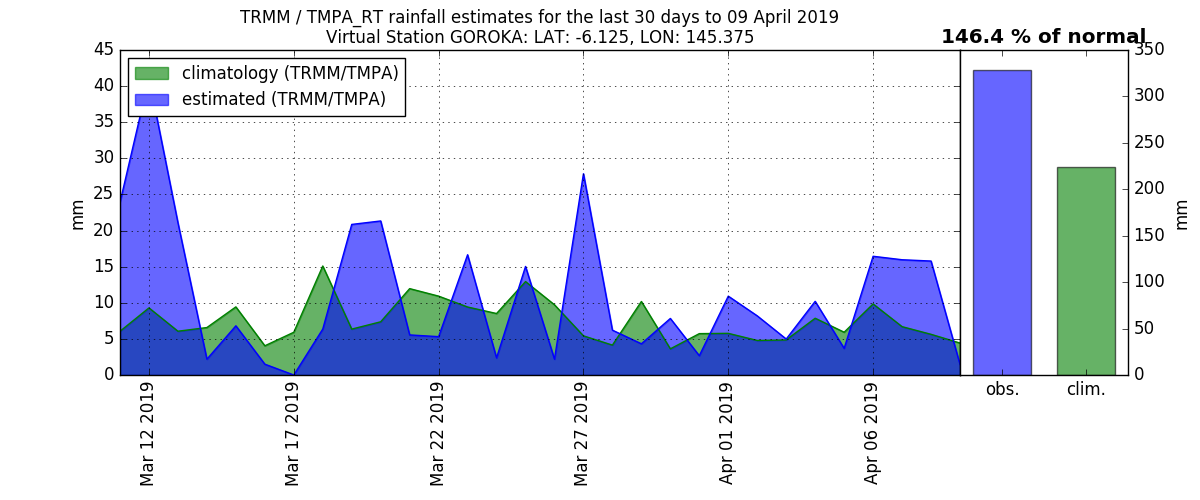 TRMM / TMPA_RT rainfall estimates for the last 30 days to 09 April 2019
Virtual Station GOROKA: LAT: -6.125, LON: 145.375
146.4 % of normal
climatology (TRMM/TMPA)
estimated (TRMM/TMPA)
45
40
35
30
25
20
15
10
5
0
mm
Mar 12 2019
Mar 17 2019
Mar 22 2019
Mar 27 2019
Apr 01 2019
Apr 06 2019
obs.
clim.
350
300
250
200
150
100
50
0
mm